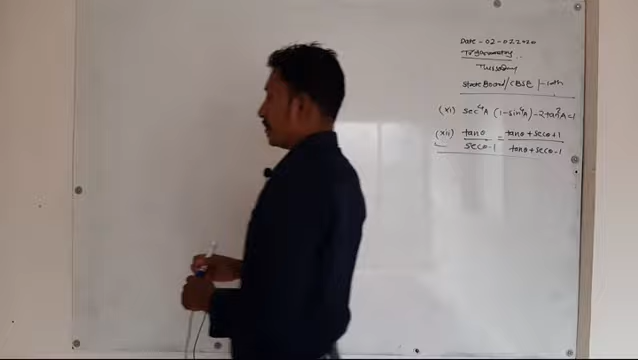 Date - 02-02 2020
Trigonometry
Thursday
State Board / CBSE / - 10th
(xi) sec⁴A (1-sin⁴A) - 2tan²A = 1
(xii) tanθ / secθ-1 = tanθ + secθ + 1 / tanθ + secθ - 1